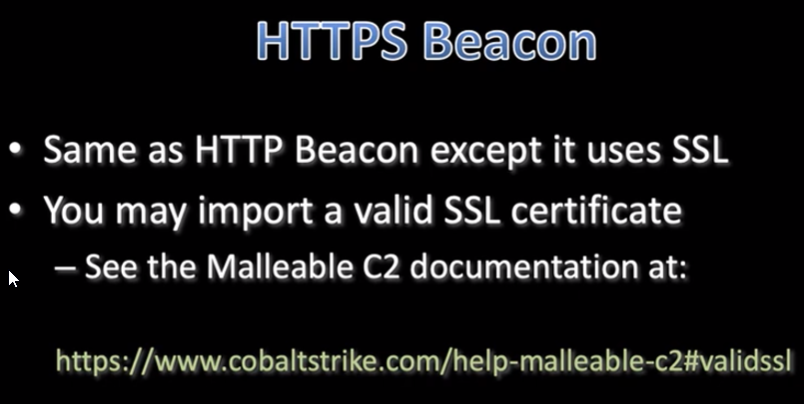 HTTPS Beacon
• Same as HTTP Beacon except it uses SSL
• You may import a valid SSL certificate
– See the Malleable C2 documentation at:
https://www.cobaltstrike.com/help-malleable-c2#validssl